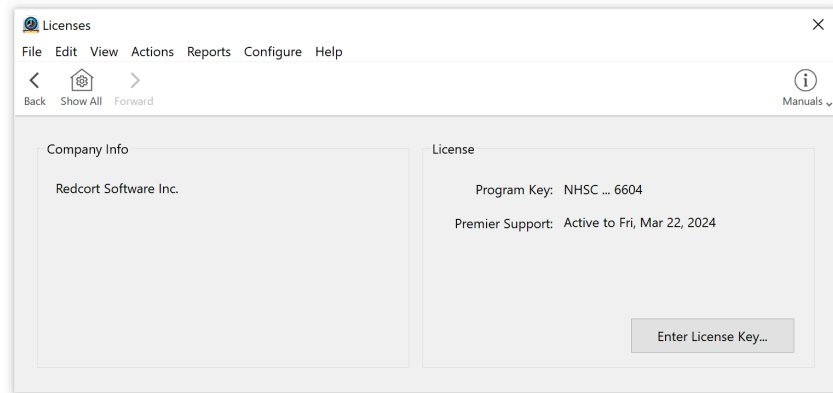 Licenses
File Edit View Actions Reports Configure Help
Back Show All Forward Manuals
Company Info
Redcort Software Inc.
License
Program Key: NHSC ... 6604
Premier Support: Active to Fri, Mar 22, 2024
Enter License Key...